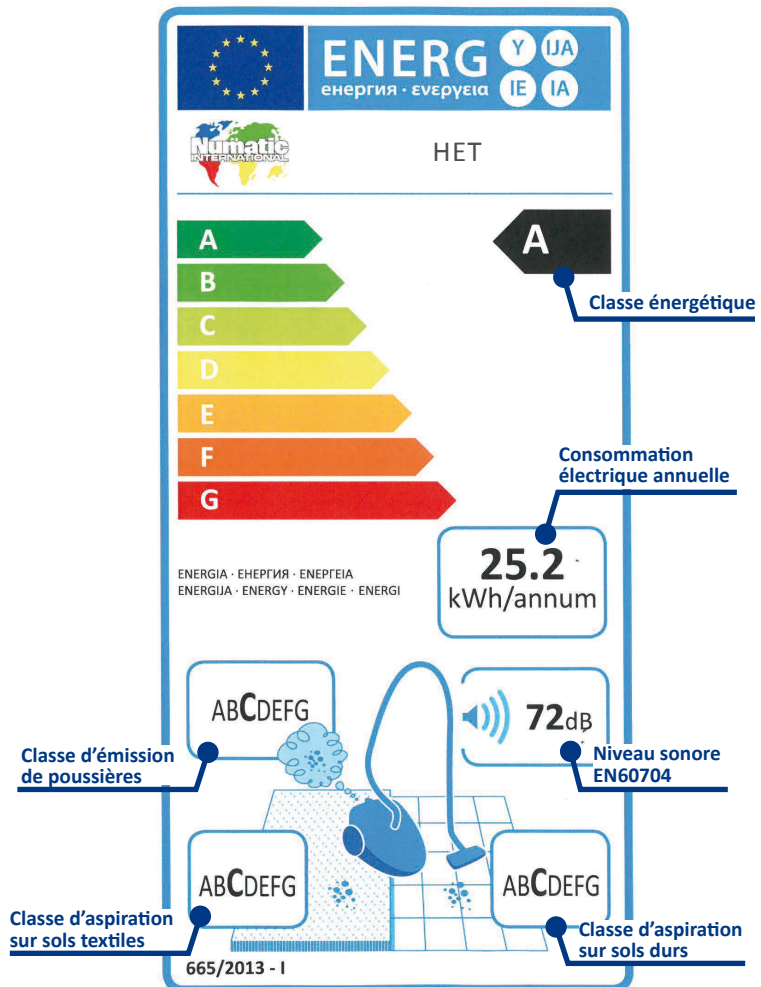 ENERG
енергия · ενεργεια
Y IJA
IE IA
Numatic
INTERNATIONAL
HET
A
A
B
C
D
E
F
G
Classe énergétique
Consommation
électrique annuelle
25.2
kWh/annum
ENERGIA · ЕНЕРГИЯ · ΕΝΕΡΓΕΙΑ
ENERGIJA · ENERGY · ENERGIE · ENERGI
ABCDEFG
Classe d’émission
de poussières
72dB
Niveau sonore
EN60704
ABCDEFG
Classe d’aspiration
sur sols textiles
ABCDEFG
Classe d’aspiration
sur sols durs
665/2013 - I